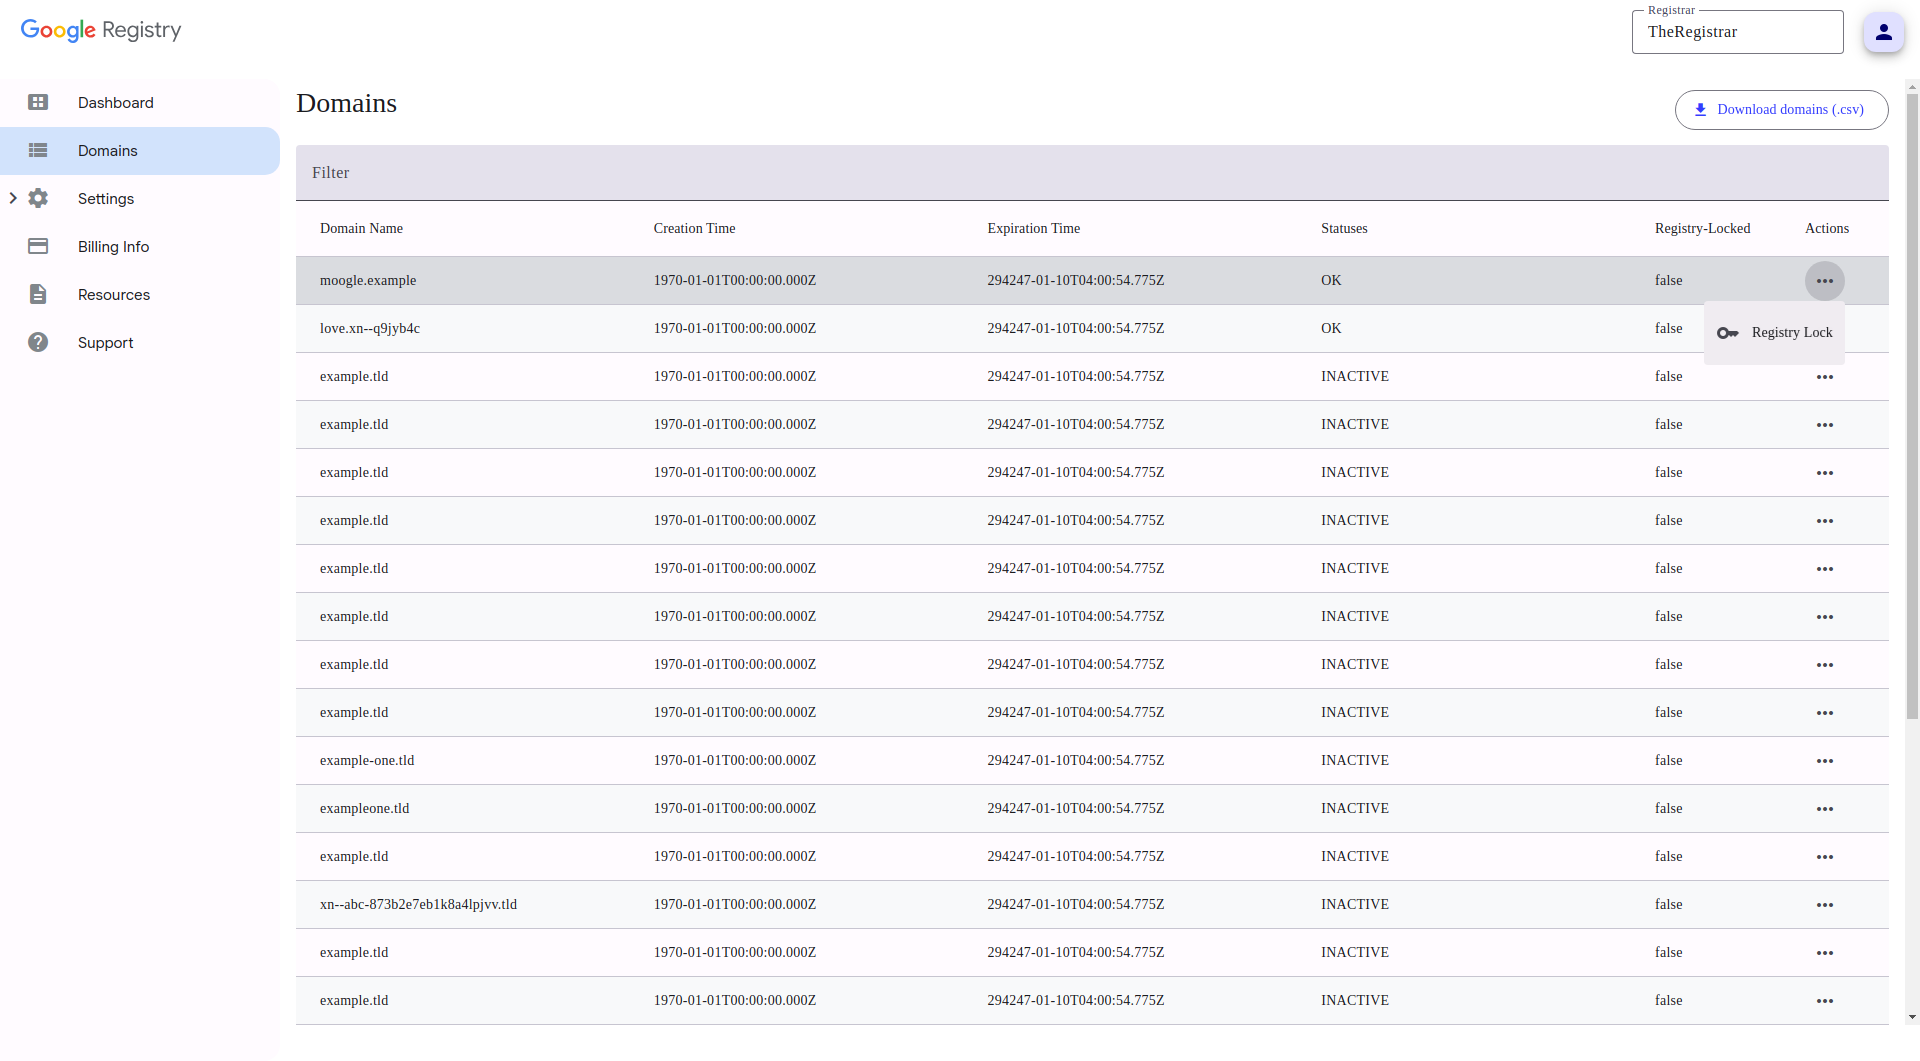 Google Registry
Registrar
TheRegistrar
Dashboard
Domains
Settings
Billing Info
Resources
Support
Domains
Download domains (.csv)
Filter
Domain Name Creation Time Expiration Time Statuses Registry-Locked Actions
moogle.example 1970-01-01T00:00:00.000Z 294247-01-10T04:00:54.775Z OK false
love.xn--q9jyb4c 1970-01-01T00:00:00.000Z 294247-01-10T04:00:54.775Z OK false
Registry Lock
example.tld 1970-01-01T00:00:00.000Z 294247-01-10T04:00:54.775Z INACTIVE false
example.tld 1970-01-01T00:00:00.000Z 294247-01-10T04:00:54.775Z INACTIVE false
example.tld 1970-01-01T00:00:00.000Z 294247-01-10T04:00:54.775Z INACTIVE false
example.tld 1970-01-01T00:00:00.000Z 294247-01-10T04:00:54.775Z INACTIVE false
example.tld 1970-01-01T00:00:00.000Z 294247-01-10T04:00:54.775Z INACTIVE false
example.tld 1970-01-01T00:00:00.000Z 294247-01-10T04:00:54.775Z INACTIVE false
example.tld 1970-01-01T00:00:00.000Z 294247-01-10T04:00:54.775Z INACTIVE false
example.tld 1970-01-01T00:00:00.000Z 294247-01-10T04:00:54.775Z INACTIVE false
example-one.tld 1970-01-01T00:00:00.000Z 294247-01-10T04:00:54.775Z INACTIVE false
exampleone.tld 1970-01-01T00:00:00.000Z 294247-01-10T04:00:54.775Z INACTIVE false
example.tld 1970-01-01T00:00:00.000Z 294247-01-10T04:00:54.775Z INACTIVE false
xn--abc-873b2e7eb1k8a4lpjvv.tld 1970-01-01T00:00:00.000Z 294247-01-10T04:00:54.775Z INACTIVE false
example.tld 1970-01-01T00:00:00.000Z 294247-01-10T04:00:54.775Z INACTIVE false
example.tld 1970-01-01T00:00:00.000Z 294247-01-10T04:00:54.775Z INACTIVE false